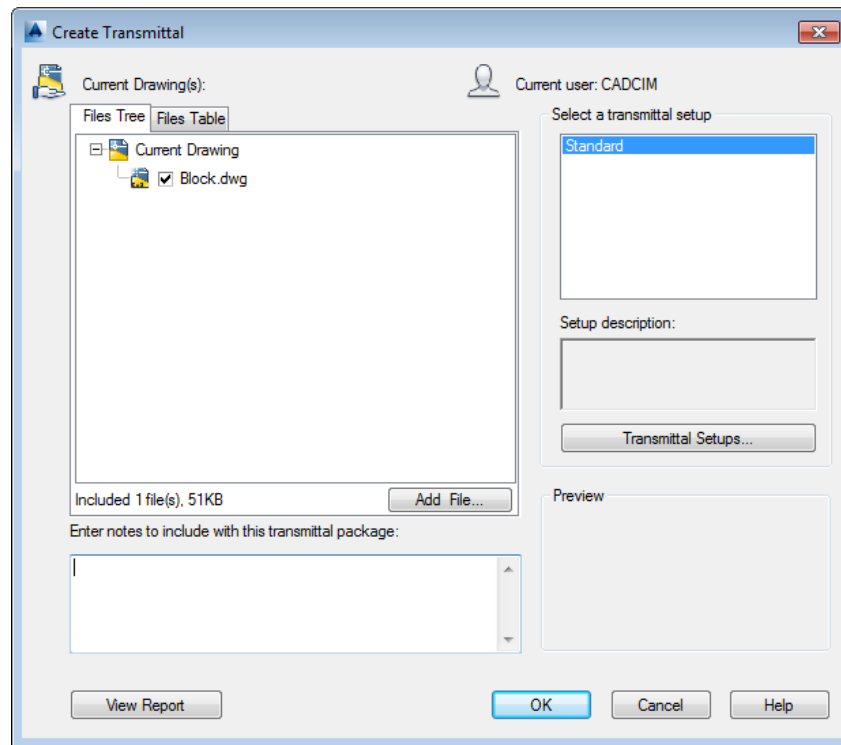 Create Transmittal
Current Drawing(s):
Current user: CADCIM
Files Tree
Files Table
Current Drawing
Block.dwg
Included 1 file(s), 51KB
Add File...
Enter notes to include with this transmittal package:
Select a transmittal setup
Standard
Setup description:
Transmittal Setups...
Preview
View Report
OK
Cancel
Help